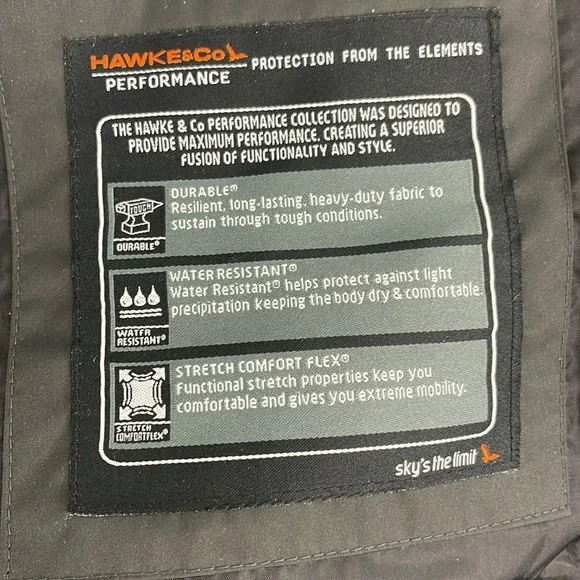 HAWKE&Co
PERFORMANCE
PROTECTION FROM THE ELEMENTS
THE HAWKE & Co PERFORMANCE COLLECTION WAS DESIGNED TO
PROVIDE MAXIMUM PERFORMANCE, CREATING A SUPERIOR
FUSION OF FUNCTIONALITY AND STYLE.
TOUGH
DURABLE®
DURABLE®
Resilient, long-lasting, heavy-duty fabric to
sustain through tough conditions.
WATER
RESISTANT®
WATER RESISTANT®
Water Resistant® helps protect against light
precipitation keeping the body dry & comfortable.
STRETCH
COMFORTFLEX®
STRETCH COMFORT FLEX®
Functional stretch properties keep you
comfortable and gives you extreme mobility.
sky's the limit